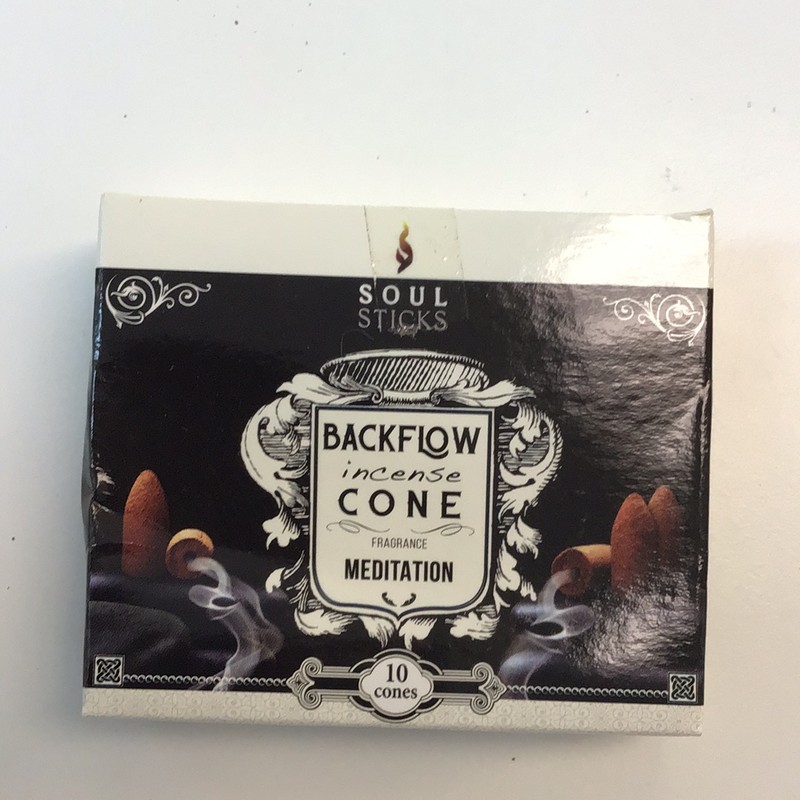 SOUL
STICKS
BACKFLOW
incense
CONE
FRAGRANCE
MEDITATION
10
cones